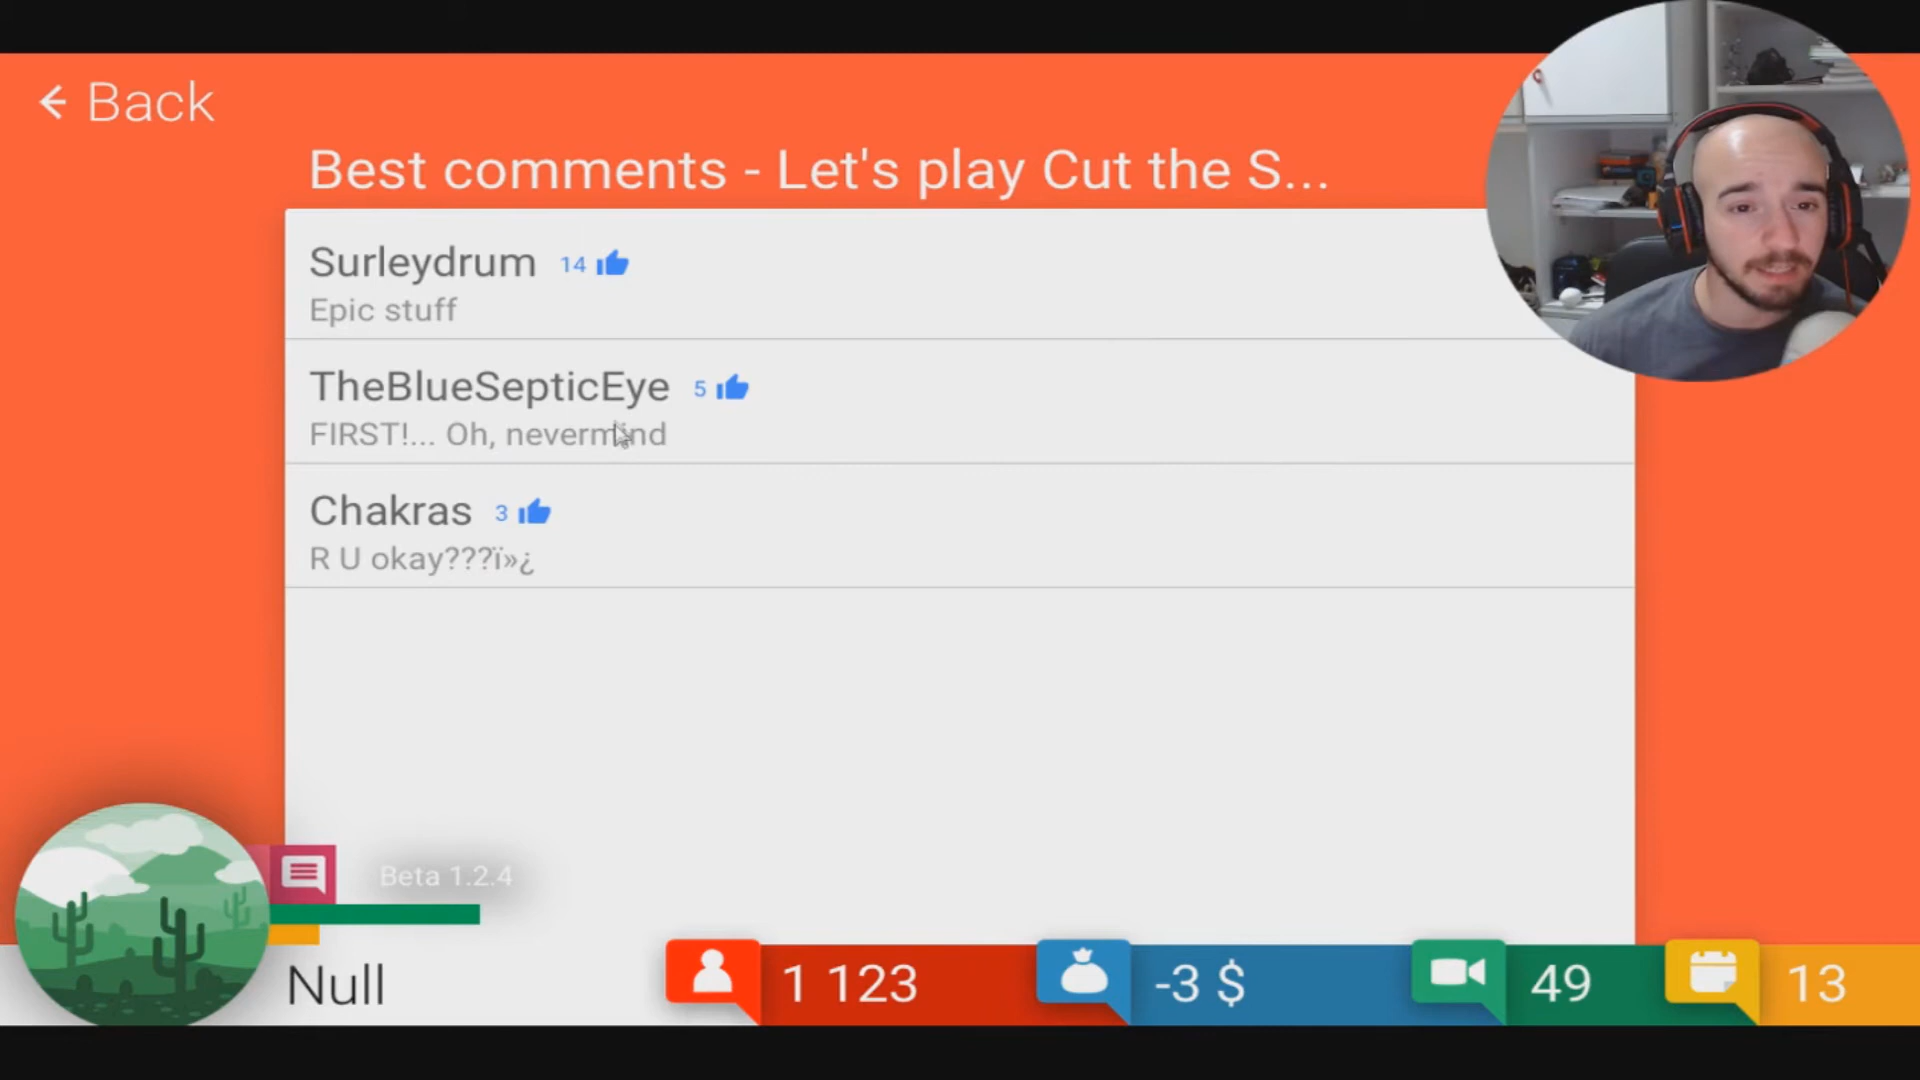 Back
Best comments - Let's play Cut the S...
Surleydrum 14
Epic stuff
TheBlueSepticEye 5
FIRST!... Oh, nevermind
Chakras 3
R U okay???ï»¿
Beta 1.2.4
Null
1 123
-3 $
49
13